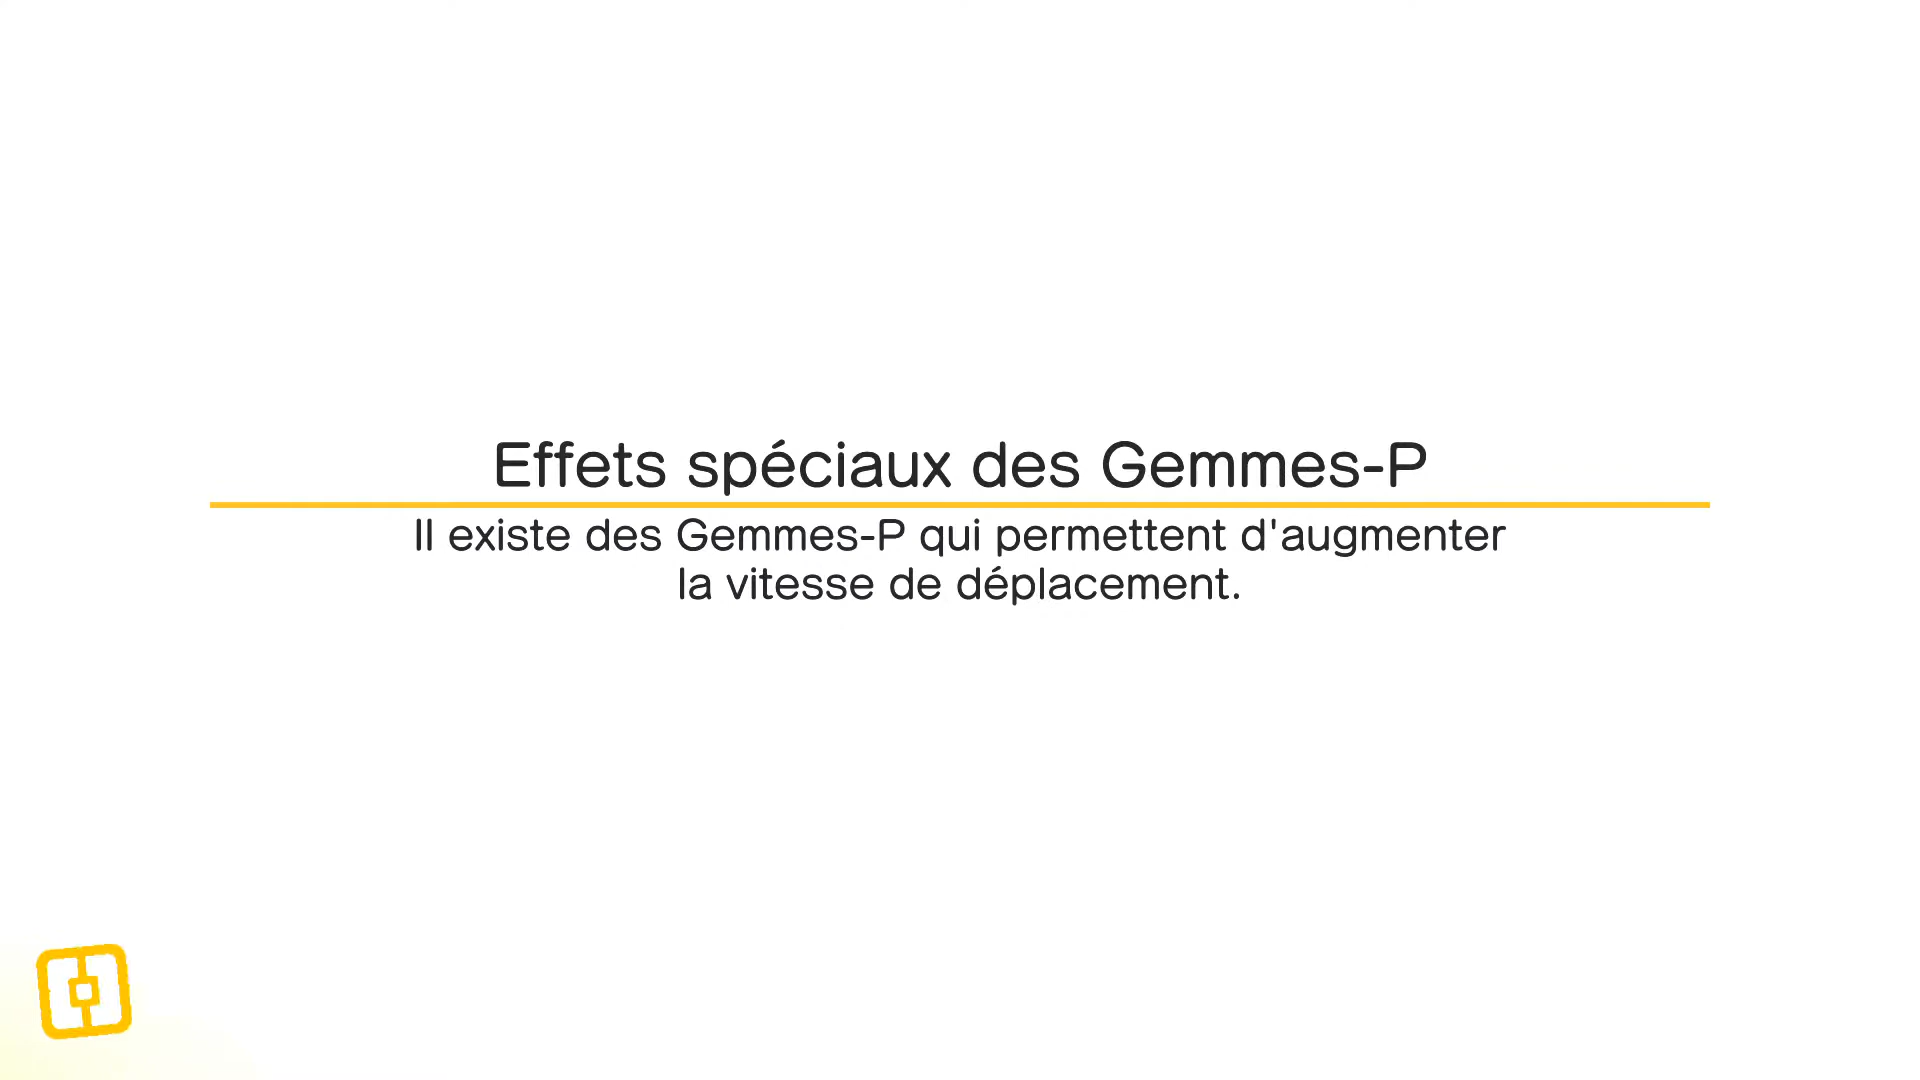 Effets spéciaux des Gemmes-P
Il existe des Gemmes-P qui permettent d'augmenter
la vitesse de déplacement.